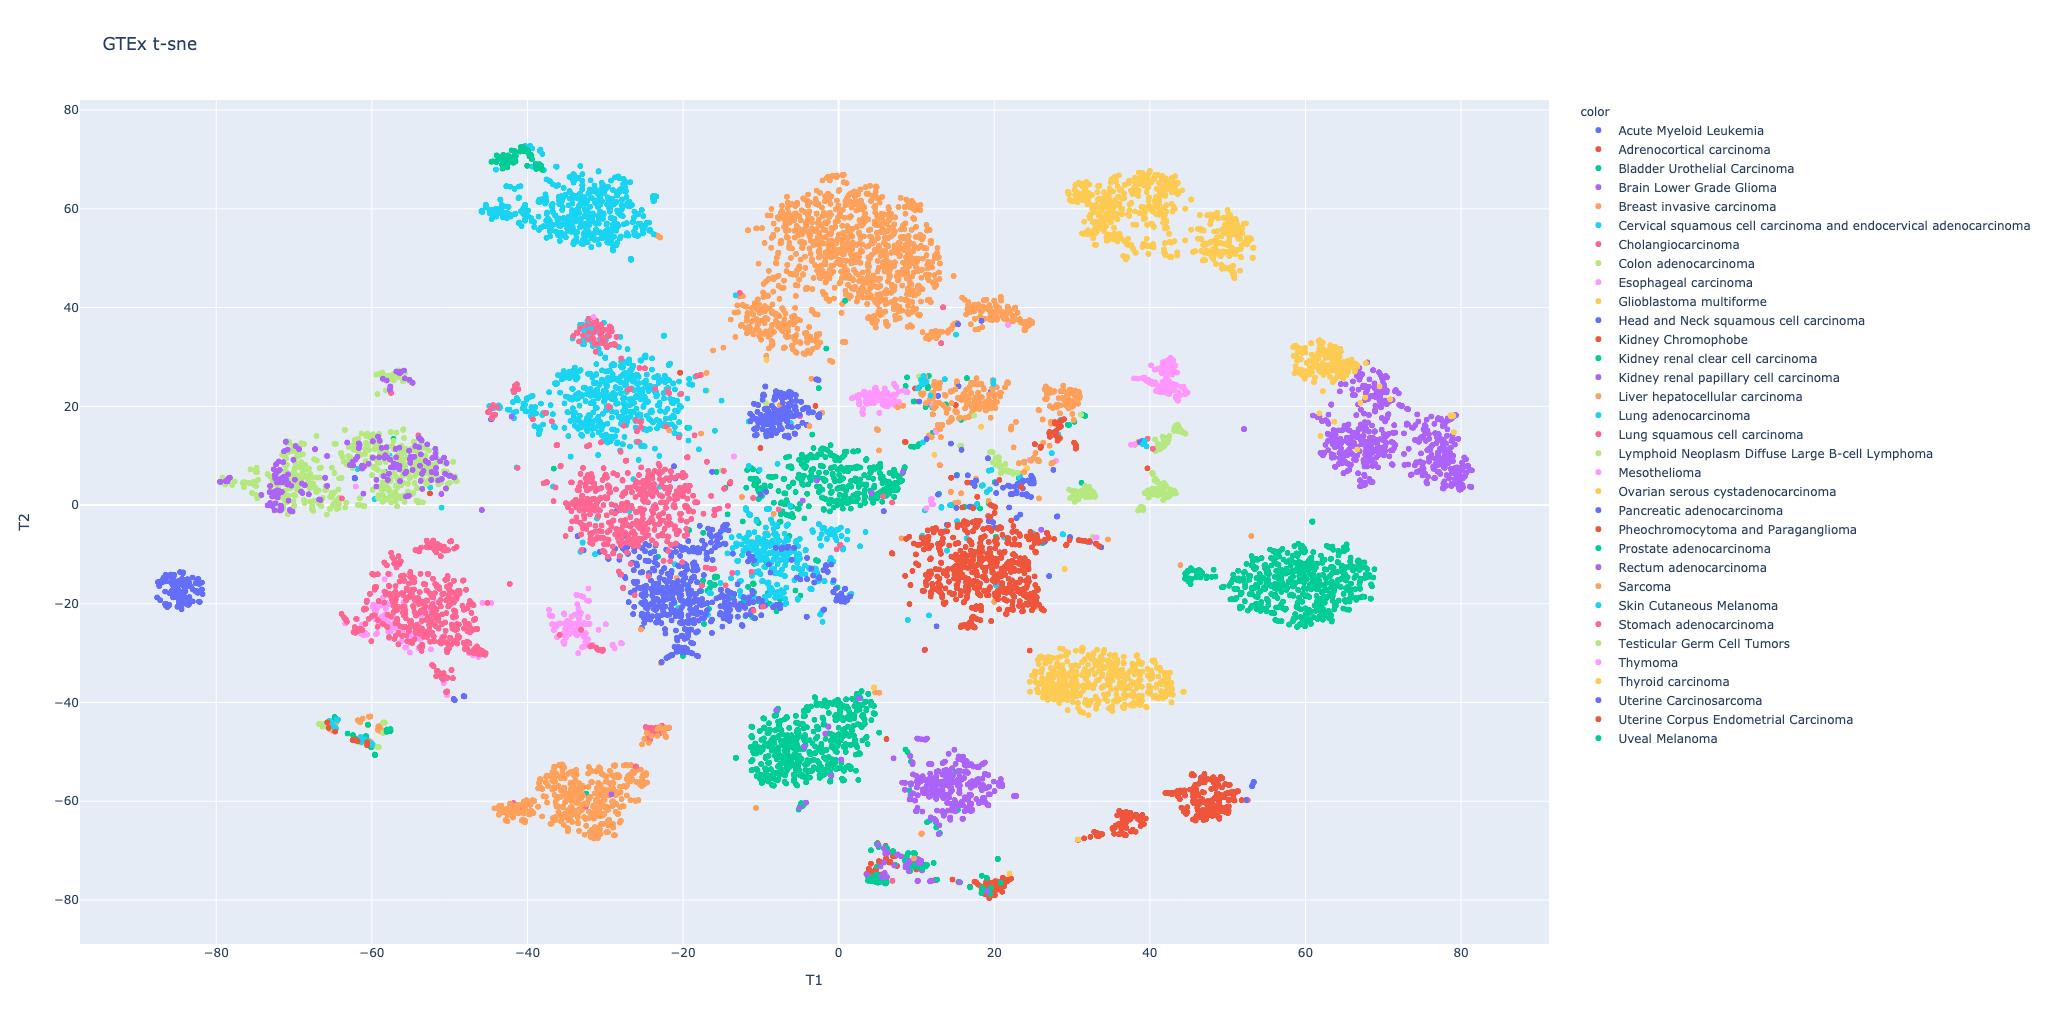 GTEx t-sne
80
60
40
20
0
−20
−40
−60
−80
T2
−80
−60
−40
−20
0
20
40
60
80
T1
color
Acute Myeloid Leukemia
Adrenocortical carcinoma
Bladder Urothelial Carcinoma
Brain Lower Grade Glioma
Breast invasive carcinoma
Cervical squamous cell carcinoma and endocervical adenocarcinoma
Cholangiocarcinoma
Colon adenocarcinoma
Esophageal carcinoma
Glioblastoma multiforme
Head and Neck squamous cell carcinoma
Kidney Chromophobe
Kidney renal clear cell carcinoma
Kidney renal papillary cell carcinoma
Liver hepatocellular carcinoma
Lung adenocarcinoma
Lung squamous cell carcinoma
Lymphoid Neoplasm Diffuse Large B-cell Lymphoma
Mesothelioma
Ovarian serous cystadenocarcinoma
Pancreatic adenocarcinoma
Pheochromocytoma and Paraganglioma
Prostate adenocarcinoma
Rectum adenocarcinoma
Sarcoma
Skin Cutaneous Melanoma
Stomach adenocarcinoma
Testicular Germ Cell Tumors
Thymoma
Thyroid carcinoma
Uterine Carcinosarcoma
Uterine Corpus Endometrial Carcinoma
Uveal Melanoma